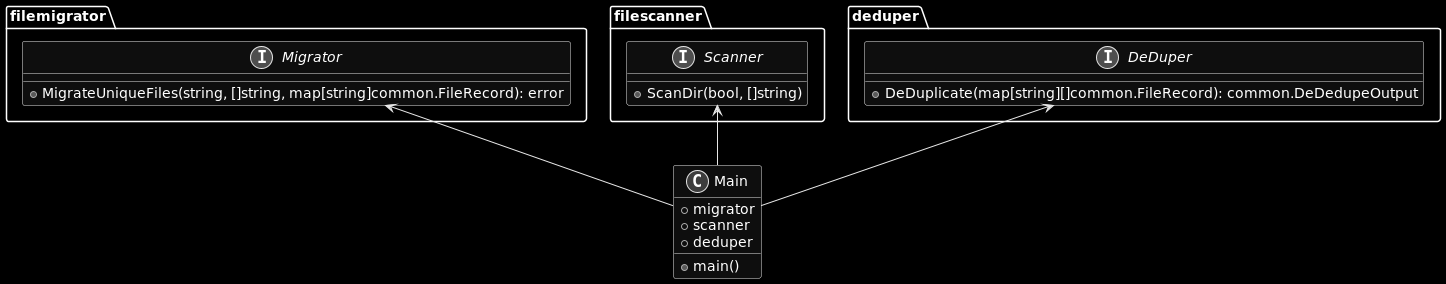 filemigrator
I Migrator
MigrateUniqueFiles(string, []string, map[string]common.FileRecord): error
filescanner
I Scanner
ScanDir(bool, []string)
deduper
I DeDuper
DeDuplicate(map[string][]common.FileRecord): common.DeDedupeOutput
C Main
migrator
scanner
deduper
main()